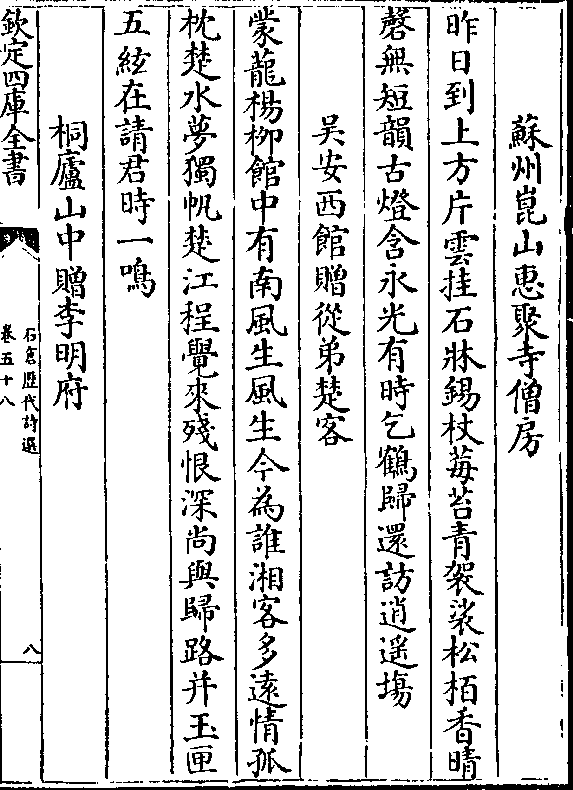 蘇州崑山惠聚寺僧房
昨日到上方片雲挂石牀錫杖莓苔青袈裟松栢香晴
磬無短韻古燈含永光有時乞鶴歸還訪逍遥塲
吴安西館贈從弟楚客
蒙籠楊柳館中有南風生風生今為誰湘客多遠情孤
枕楚水夢獨帆楚江程覺來殘恨深尚與歸路并玉匣
五絃在請君時一鳴
桐廬山中贈李明府
欽定四庫全書
石倉歷代詩選
卷五十八
八